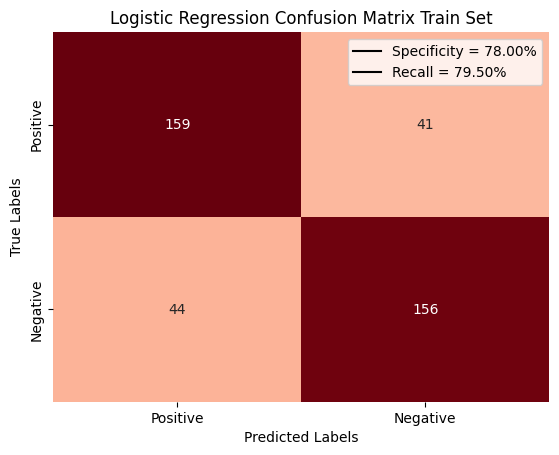 Logistic Regression Confusion Matrix Train Set
Specificity = 78.00%
Recall = 79.50%
True Labels
Positive
159
41
Negative
44
156
Positive
Negative
Predicted Labels